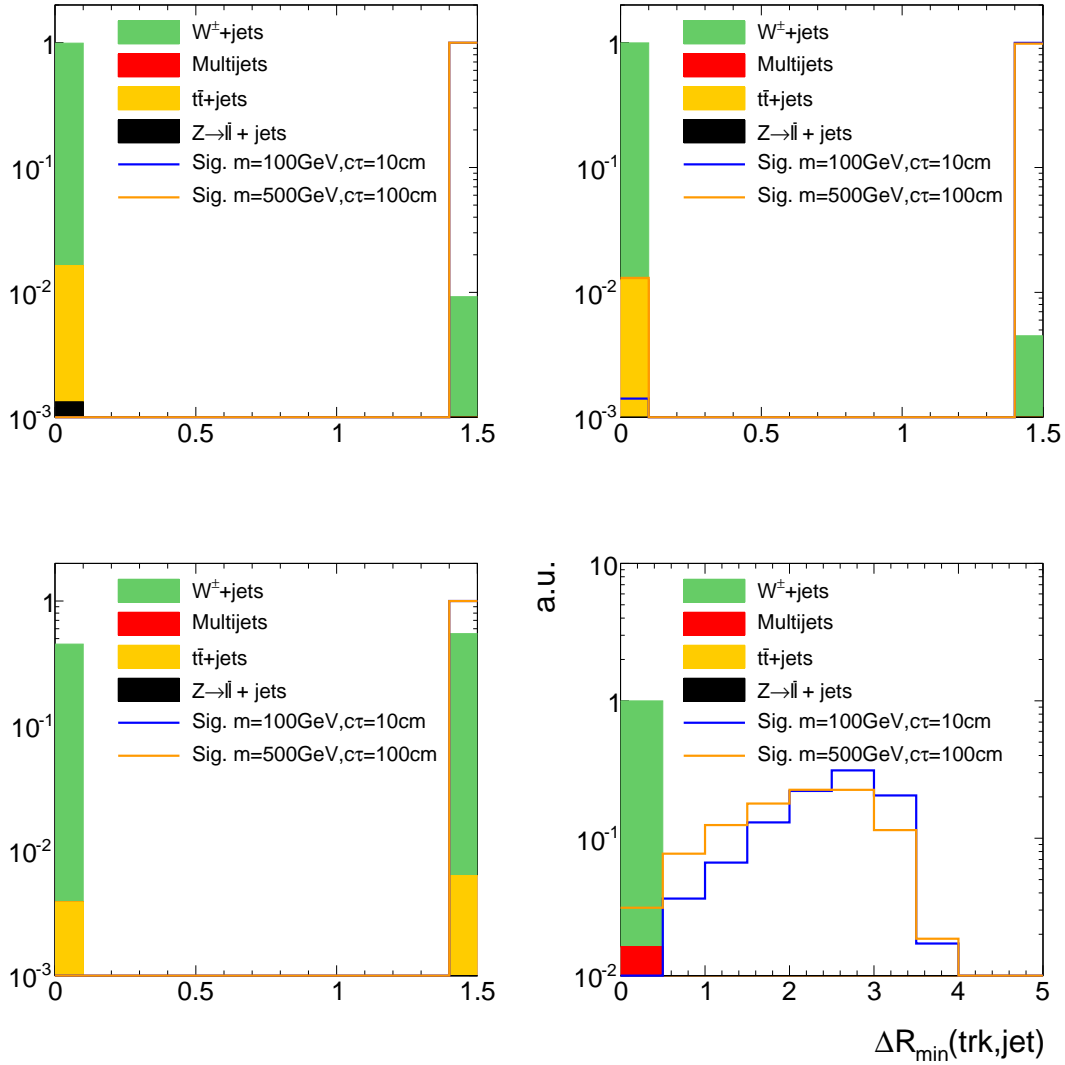 1
10⁻¹
10⁻²
10⁻³
0 0.5 1 1.5
W±+jets
Multijets
tt̄+jets
Z→ll̄ + jets
Sig. m=100GeV,cτ=10cm
Sig. m=500GeV,cτ=100cm
1
10⁻¹
10⁻²
10⁻³
0 0.5 1 1.5
W±+jets
Multijets
tt̄+jets
Z→ll̄ + jets
Sig. m=100GeV,cτ=10cm
Sig. m=500GeV,cτ=100cm
1
10⁻¹
10⁻²
10⁻³
0 0.5 1 1.5
W±+jets
Multijets
tt̄+jets
Z→ll̄ + jets
Sig. m=100GeV,cτ=10cm
Sig. m=500GeV,cτ=100cm
a.u.
10
1
10⁻¹
10⁻²
0 1 2 3 4 5
W±+jets
Multijets
tt̄+jets
Z→ll̄ + jets
Sig. m=100GeV,cτ=10cm
Sig. m=500GeV,cτ=100cm
ΔR_min(trk,jet)